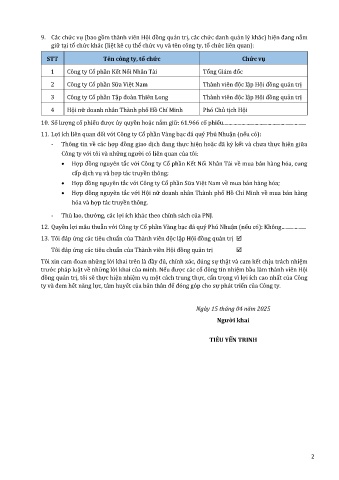 9. Các chức vụ (bao gồm thành viên Hội đồng quản trị, các chức danh quản lý khác) hiện đang nắm
giữ tại tổ chức khác (liệt kê cụ thể chức vụ và tên công ty, tổ chức liên quan):
STT Tên công ty, tổ chức Chức vụ
1 Công ty Cổ phần Kết Nối Nhân Tài Tổng Giám đốc
2 Công ty Cổ phần Sữa Việt Nam Thành viên độc lập Hội đồng quản trị
3 Công ty Cổ phần Tập đoàn Thiên Long Thành viên độc lập Hội đồng quản trị
4 Hội nữ doanh nhân Thành phố Hồ Chí Minh Phó Chủ tịch Hội
10. Số lượng cổ phiếu được ủy quyền hoặc nắm giữ: 61.966 cổ phiếu
11. Lợi ích liên quan đối với Công ty Cổ phần Vàng bạc đá quý Phú Nhuận (nếu có):
- Thông tin về các hợp đồng giao dịch đang thực hiện hoặc đã ký kết và chưa thực hiện giữa
Công ty với tôi và những người có liên quan của tôi:
• Hợp đồng nguyên tắc với Công ty Cổ phần Kết Nối Nhân Tài về mua bán hàng hóa, cung
cấp dịch vụ và hợp tác truyền thông;
• Hợp đồng nguyên tắc với Công ty Cổ phần Sữa Việt Nam về mua bán hàng hóa;
• Hợp đồng nguyên tắc với Hội nữ doanh nhân Thành phố Hồ Chí Minh về mua bán hàng
hóa và hợp tác truyền thông.
- Thù lao, thưởng, các lợi ích khác theo chính sách của PNJ.
12. Quyền lợi mâu thuẫn với Công ty Cổ phần Vàng bạc đá quý Phú Nhuận (nếu có): Không
13. Tôi đáp ứng các tiêu chuẩn của Thành viên độc lập Hội đồng quản trị ☑
Tôi đáp ứng các tiêu chuẩn của Thành viên Hội đồng quản trị ☑
Tôi xin cam đoan những lời khai trên là đầy đủ, chính xác, đúng sự thật và cam kết chịu trách nhiệm
trước pháp luật về những lời khai của mình. Nếu được các cổ đông tín nhiệm bầu làm thành viên Hội
đồng quản trị, tôi sẽ thực hiện nhiệm vụ một cách trung thực, cẩn trọng vì lợi ích cao nhất của Công
ty và đem hết năng lực, tâm huyết của bản thân để đóng góp cho sự phát triển của Công ty.
Ngày 15 tháng 04 năm 2025
Người khai
TIÊU YẾN TRINH
2